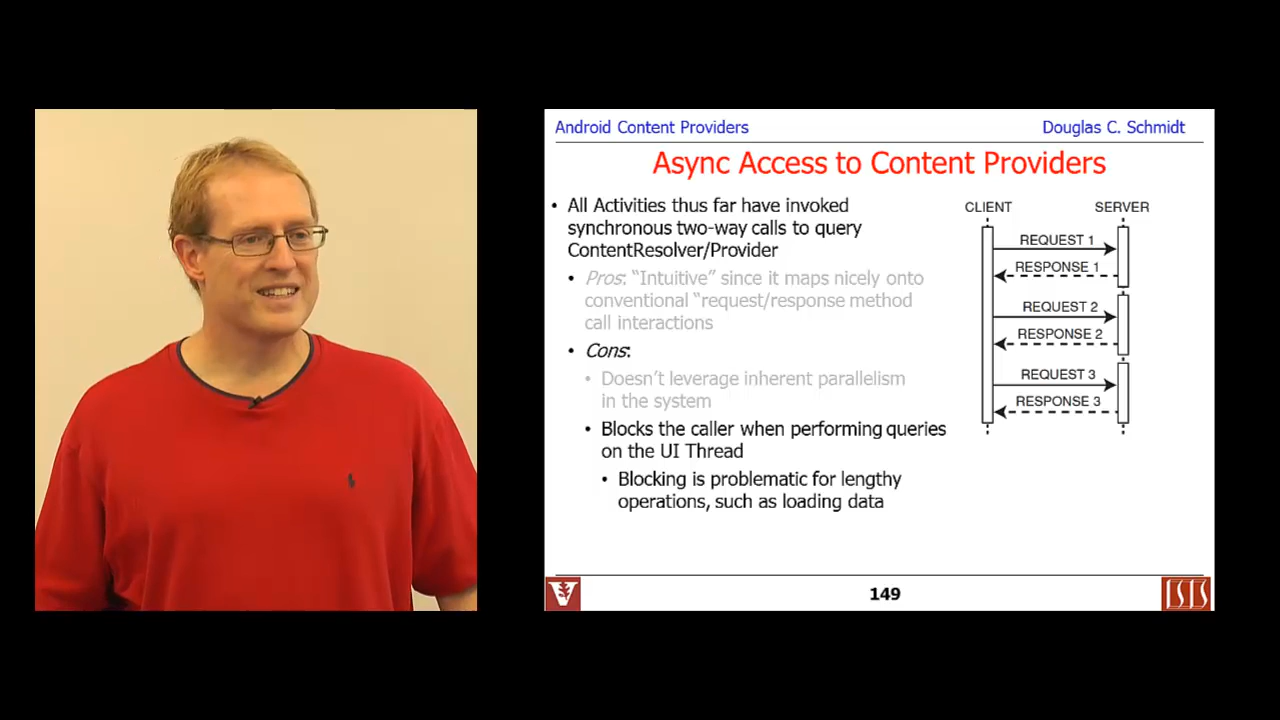 Android Content Providers
Douglas C. Schmidt
Async Access to Content Providers
• All Activities thus far have invoked
synchronous two-way calls to query
ContentResolver/Provider
• Pros: “Intuitive” since it maps nicely onto
conventional “request/response method
call interactions
• Cons:
• Doesn’t leverage inherent parallelism
in the system
• Blocks the caller when performing queries
on the UI Thread
• Blocking is problematic for lengthy
operations, such as loading data
CLIENT
SERVER
REQUEST 1
RESPONSE 1
REQUEST 2
RESPONSE 2
REQUEST 3
RESPONSE 3
V
149
ISIS